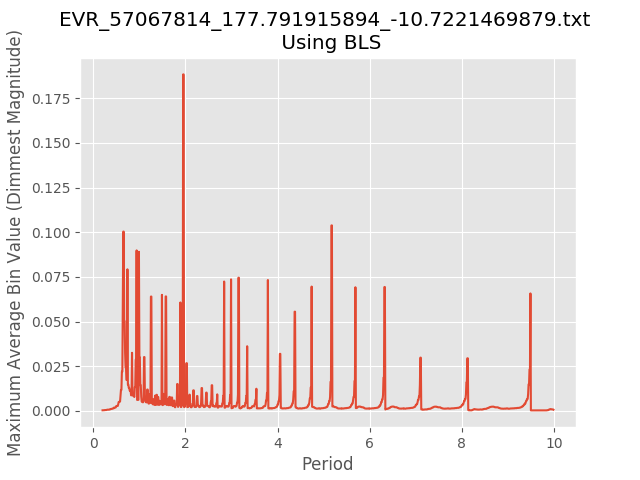 EVR_57067814_177.791915894_-10.7221469879.txt
Using BLS
Maximum Average Bin Value (Dimmest Magnitude)
0.175
0.150
0.125
0.100
0.075
0.050
0.025
0.000
0 2 4 6 8 10
Period